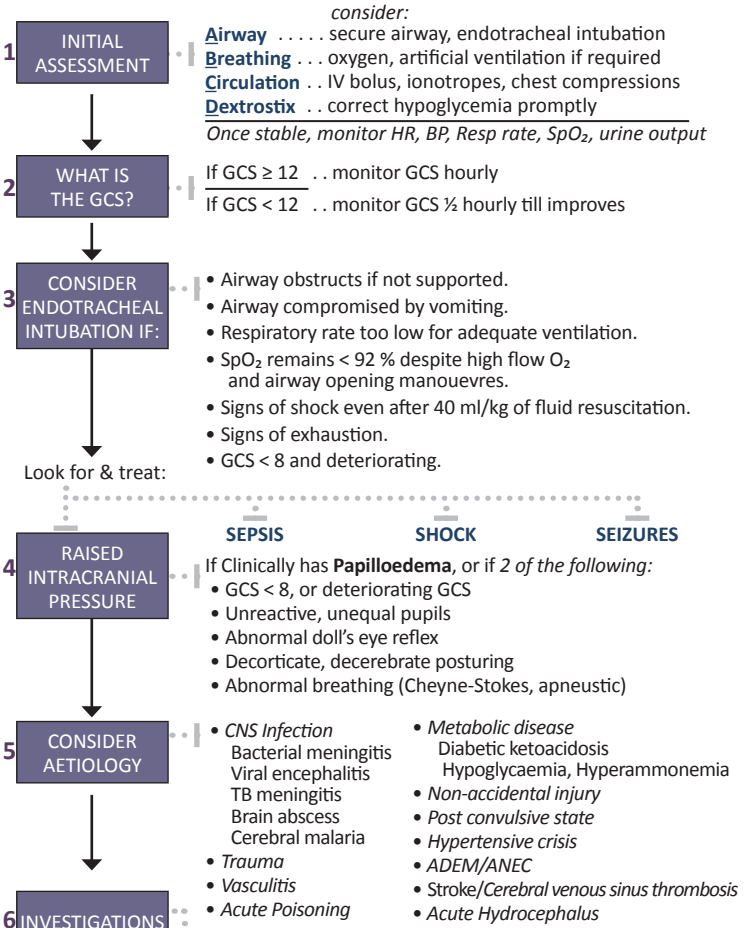 consider:
1
INITIAL
ASSESSMENT
Airway ..... secure airway, endotracheal intubation
Breathing ... oxygen, artificial ventilation if required
Circulation .. IV bolus, ionotropes, chest compressions
Dextrostix .. correct hypoglycemia promptly
Once stable, monitor HR, BP, Resp rate, SpO₂, urine output
2
WHAT IS
THE GCS?
If GCS ≥ 12 .. monitor GCS hourly
If GCS < 12 .. monitor GCS ½ hourly till improves
3
CONSIDER
ENDOTRACHEAL
INTUBATION IF:
• Airway obstructs if not supported.
• Airway compromised by vomiting.
• Respiratory rate too low for adequate ventilation.
• SpO₂ remains < 92 % despite high flow O₂
and airway opening manouevres.
• Signs of shock even after 40 ml/kg of fluid resuscitation.
• Signs of exhaustion.
• GCS < 8 and deteriorating.
Look for & treat:
SEPSIS SHOCK SEIZURES
4
RAISED
INTRACRANIAL
PRESSURE
If Clinically has Papilloedema, or if 2 of the following:
• GCS < 8, or deteriorating GCS
• Unreactive, unequal pupils
• Abnormal doll's eye reflex
• Decorticate, decerebrate posturing
• Abnormal breathing (Cheyne-Stokes, apneustic)
5
CONSIDER
AETIOLOGY
• CNS Infection
Bacterial meningitis
Viral encephalitis
TB meningitis
Brain abscess
Cerebral malaria
• Trauma
• Vasculitis
• Acute Poisoning
• Metabolic disease
Diabetic ketoacidosis
Hypoglycaemia, Hyperammonemia
• Non-accidental injury
• Post convulsive state
• Hypertensive crisis
• ADEM/ANEC
• Stroke/Cerebral venous sinus thrombosis
• Acute Hydrocephalus
6
INVESTIGATIONS